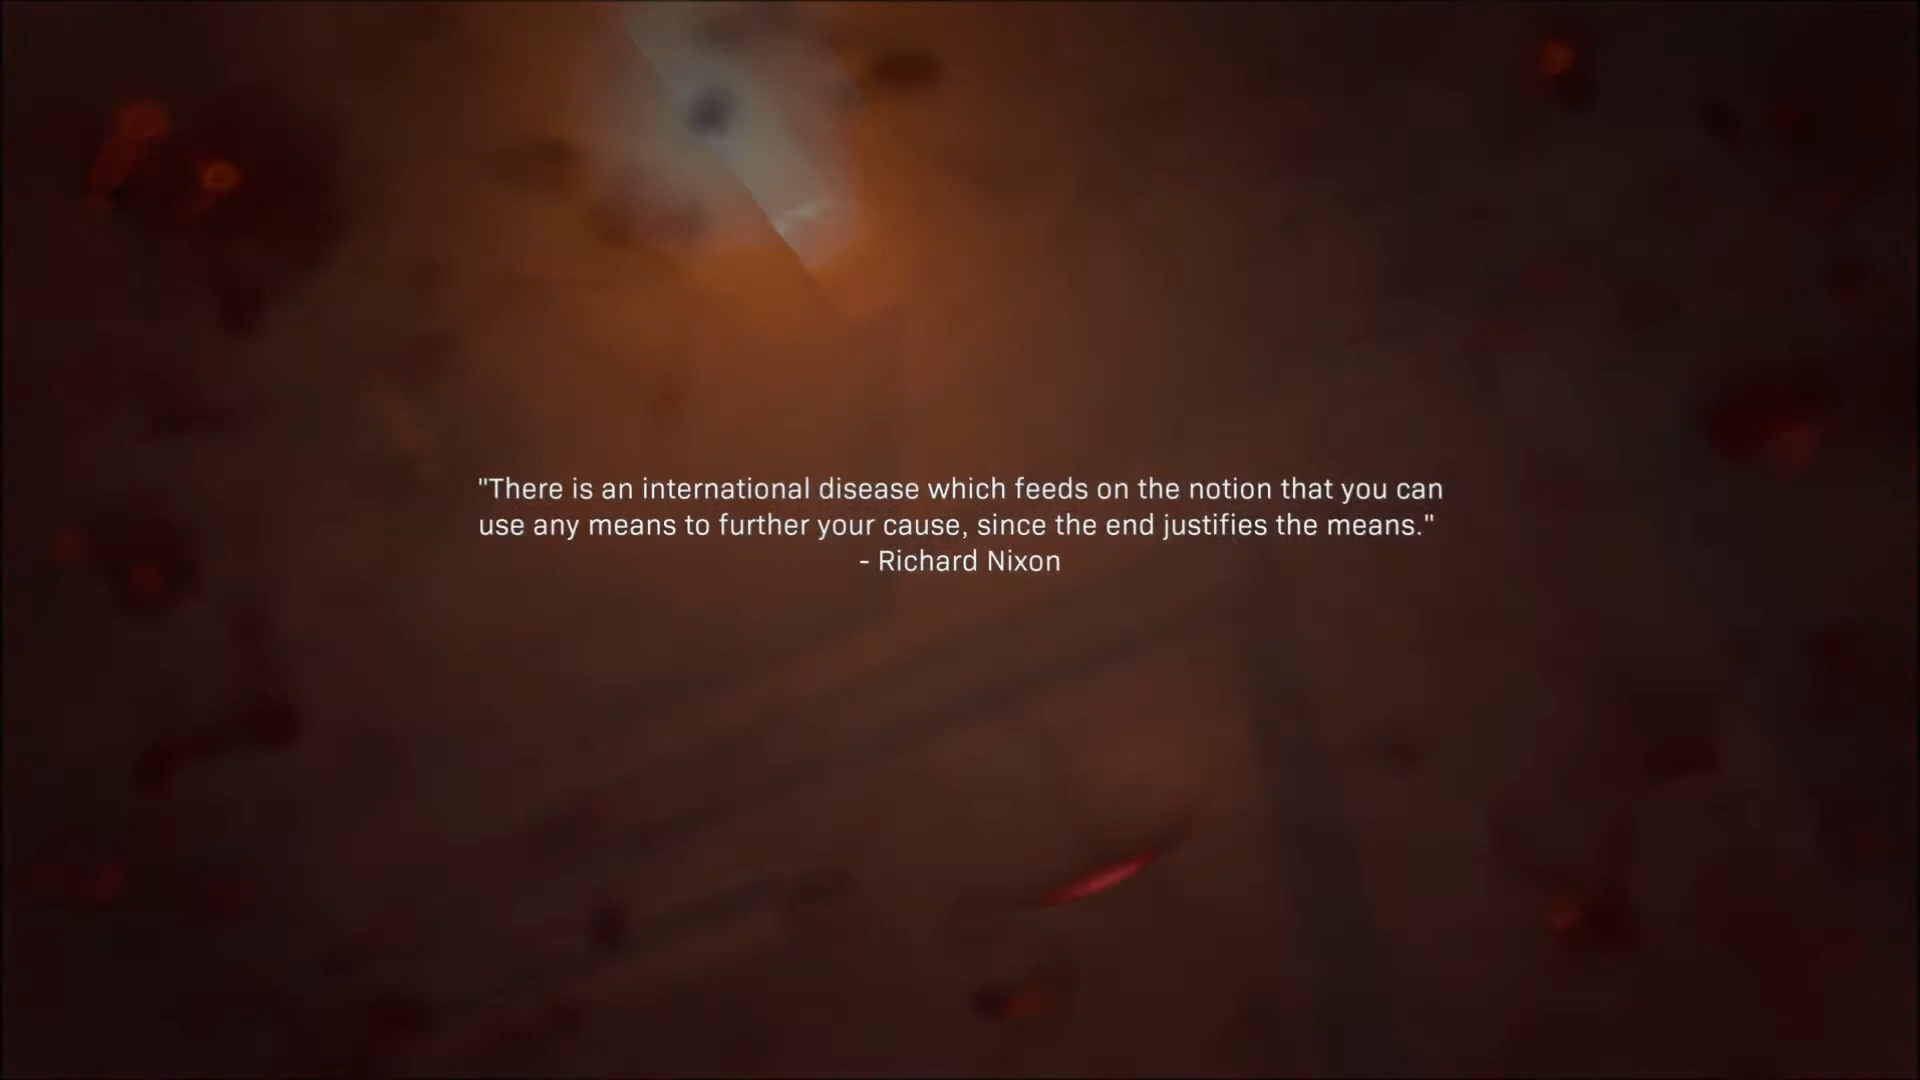 "There is an international disease which feeds on the notion that you can
use any means to further your cause, since the end justifies the means."
- Richard Nixon